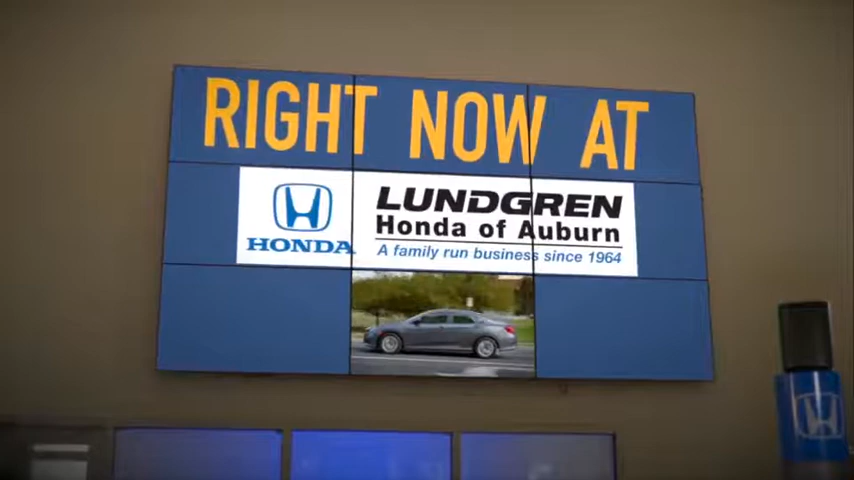 RIGHT NOW AT
LUNDGREN
Honda of Auburn
HONDA
A family run business since 1964